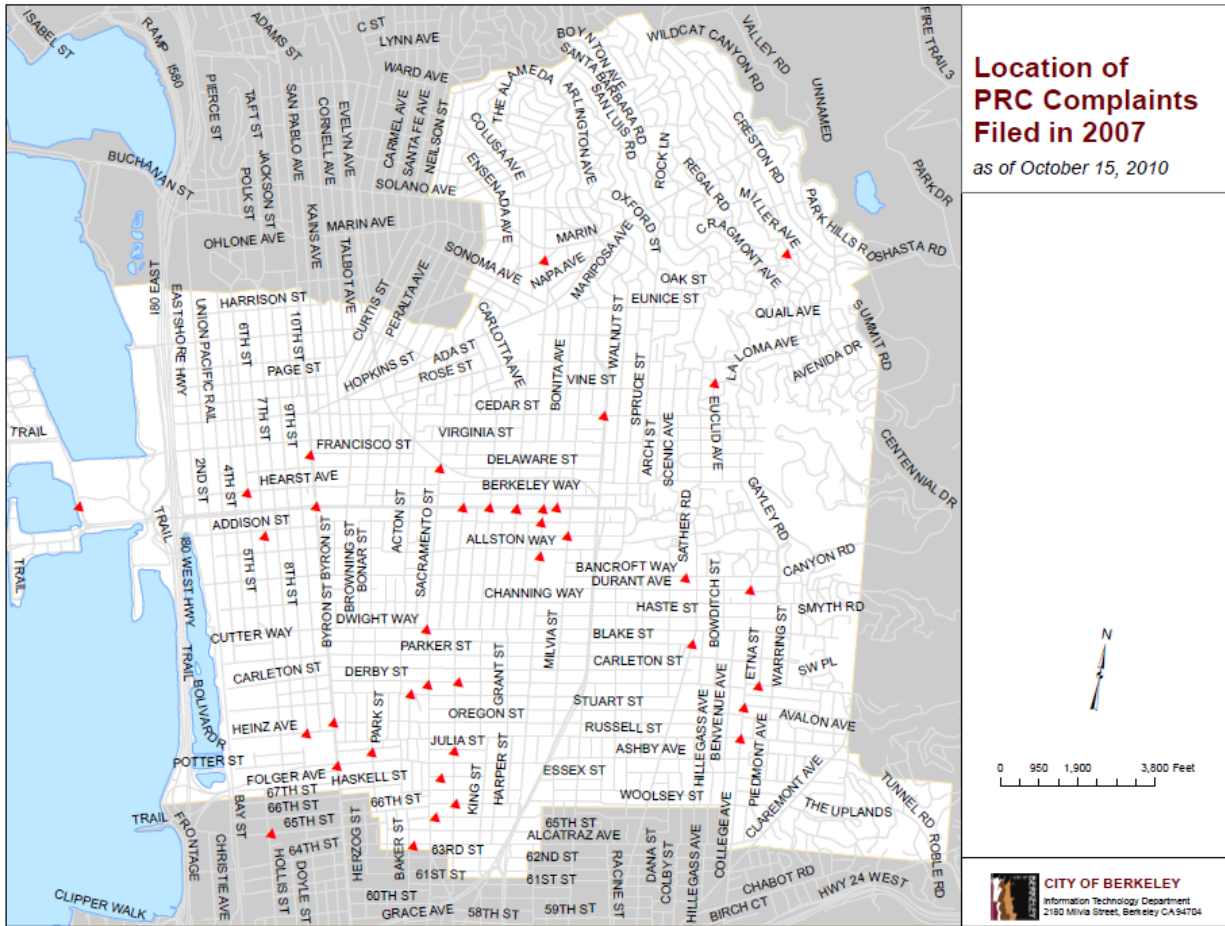 Location of
PRC Complaints
Filed in 2007
as of October 15, 2010
ISABEL ST
RAMP I580
ADAMS ST
C ST
LYNN AVE
WARD AVE
BOYNTON AVE
WILDCAT CANYON RD
VALLEY RD
FIRE TRAIL 3
UNNAMED
PIERCE ST
TAFT ST
JACKSON ST
POLK ST
SAN PABLO AVE
CORNELL AVE
EVELYN AVE
CARMEL AVE
SANTA FE AVE
NEILSON ST
THE ALAMEDA
COLUSA AVE
ENSENADA AVE
ARLINGTON AVE
SANTA BARBARA RD
SAN LUIS RD
ROCK LN
REGAL RD
CRESTON RD
MILLER AVE
PARK HILLS RD
PARK DR
SHASTA RD
BUCHANAN ST
SOLANO AVE
KAINS AVE
MARIN AVE
OHLONE AVE
TALBOT AVE
SONOMA AVE
MARIN
NAPA AVE
MARIPOSA AVE
OXFORD ST
CRAGMONT AVE
OAK ST
EUNICE ST
QUAIL AVE
SUMMIT RD
I80 EAST
EASTSHORE HWY
UNION PACIFIC RAIL
HARRISON ST
6TH ST
10TH ST
CURTIS ST
PERALTA AVE
PAGE ST
HOPKINS ST
ADA ST
ROSE ST
CARLOTTA AVE
BONITA AVE
VINE ST
WALNUT ST
SPRUCE ST
LA LOMA AVE
AVENIDA DR
7TH ST
9TH ST
CEDAR ST
VIRGINIA ST
FRANCISCO ST
DELAWARE ST
ARCH ST
SCENIC AVE
EUCLID AVE
CENTENNIAL DR
TRAIL
2ND ST
4TH ST
HEARST AVE
BERKELEY WAY
GAYLEY RD
ADDISON ST
TRAIL
TRAIL
I80 WEST HWY
5TH ST
8TH ST
BYRON ST
BYRON ST
BROWNING ST
BONAR ST
ACTON ST
SACRAMENTO ST
ALLSTON WAY
SATHER RD
BANCROFT WAY
DURANT AVE
CANYON RD
CHANNING WAY
HASTE ST
BOWDITCH ST
SMYTH RD
CUTTER WAY
DWIGHT WAY
PARKER ST
MILVIA ST
BLAKE ST
CARLETON ST
ETNA ST
WARRING ST
SW PL
TRAIL
BOLIVAR DR
CARLETON ST
DERBY ST
GRANT ST
STUART ST
HEINZ AVE
PARK ST
OREGON ST
RUSSELL ST
HILLEGASS AVE
BENVENUE AVE
AVALON AVE
POTTER ST
JULIA ST
ASHBY AVE
PIEDMONT AVE
FOLGER AVE
HASKELL ST
HARPER ST
KING ST
ESSEX ST
WOOLSEY ST
CLAREMONT AVE
THE UPLANDS
TUNNEL RD
ROBLE RD
67TH ST
66TH ST
65TH ST
64TH ST
66TH ST
TRAIL
FRONTAGE
CHRISTIE AVE
BAY ST
HOLLIS ST
DOYLE ST
HERZOG ST
BAKER ST
63RD ST
61ST ST
60TH ST
GRACE AVE
58TH ST
59TH ST
65TH ST
ALCATRAZ AVE
62ND ST
61ST ST
RACINE ST
DANA ST
COLBY ST
HILLEGASS AVE
COLLEGE AVE
CHABOT RD
BIRCH CT
HWY 24 WEST
CLIPPER WALK
N
0 950 1,900 3,800 Feet
CITY OF BERKELEY
Information Technology Department
2180 Milvia Street, Berkeley CA 94704